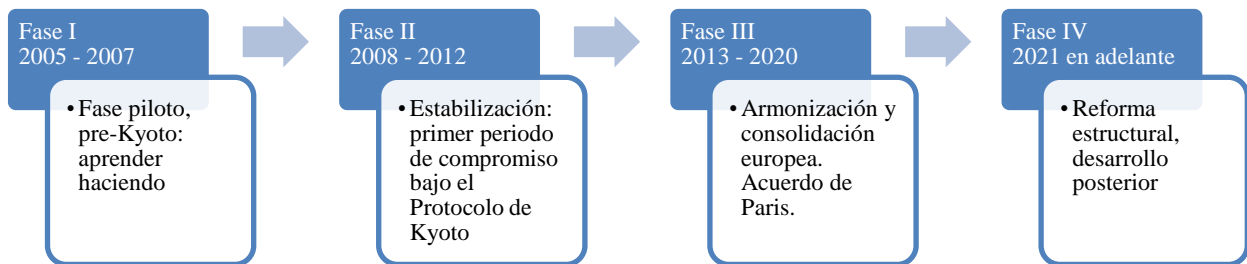 Fase I
2005 - 2007
•Fase piloto,
pre-Kyoto:
aprender
haciendo
Fase II
2008 - 2012
•Estabilización:
primer periodo
de compromiso
bajo el
Protocolo de
Kyoto
Fase III
2013 - 2020
•Armonización y
consolidación
europea.
Acuerdo de
Paris.
Fase IV
2021 en adelante
•Reforma
estructural,
desarrollo
posterior